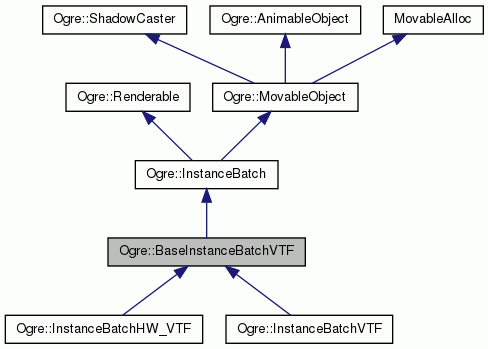 Ogre::ShadowCaster
Ogre::AnimableObject
MovableAlloc
Ogre::Renderable
Ogre::MovableObject
Ogre::InstanceBatch
Ogre::BaseInstanceBatchVTF
Ogre::InstanceBatchHW_VTF
Ogre::InstanceBatchVTF